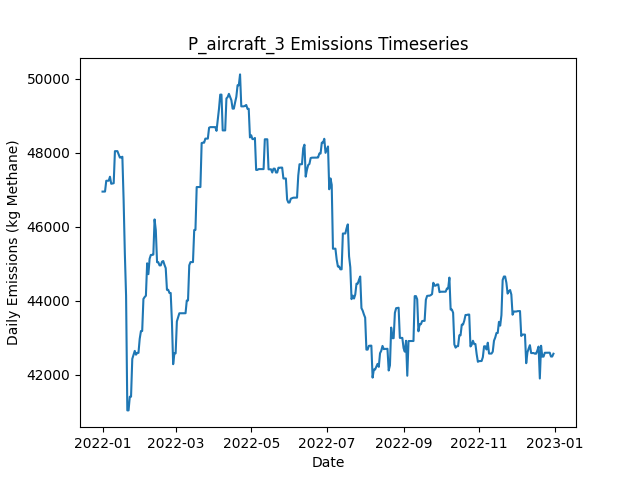 P_aircraft_3 Emissions Timeseries
Daily Emissions (kg Methane)
50000
48000
46000
44000
42000
2022-01 2022-03 2022-05 2022-07 2022-09 2022-11 2023-01
Date